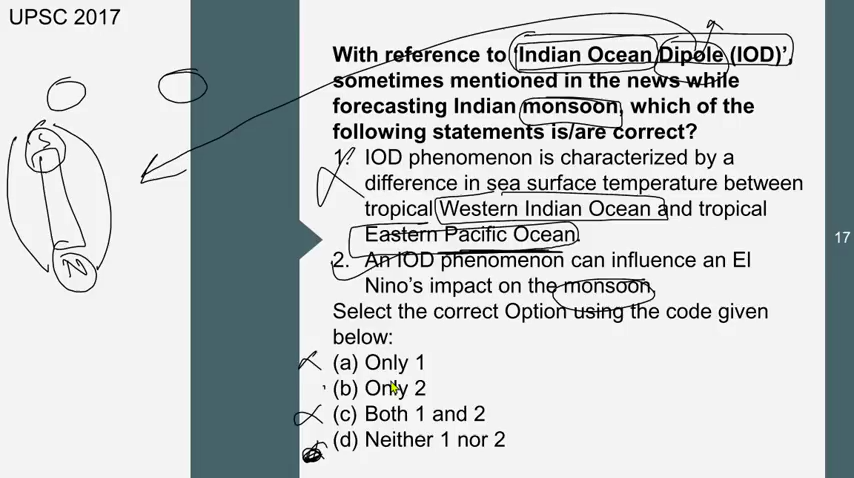 UPSC 2017
With reference to 'Indian Ocean Dipole (IOD)',
sometimes mentioned in the news while
forecasting Indian monsoon, which of the
following statements is/are correct?
1. IOD phenomenon is characterized by a
difference in sea surface temperature between
tropical Western Indian Ocean and tropical
Eastern Pacific Ocean.
2. An IOD phenomenon can influence an El
Nino's impact on the monsoon.
Select the correct Option using the code given
below:
(a) Only 1
(b) Only 2
(c) Both 1 and 2
(d) Neither 1 nor 2
17
S
N